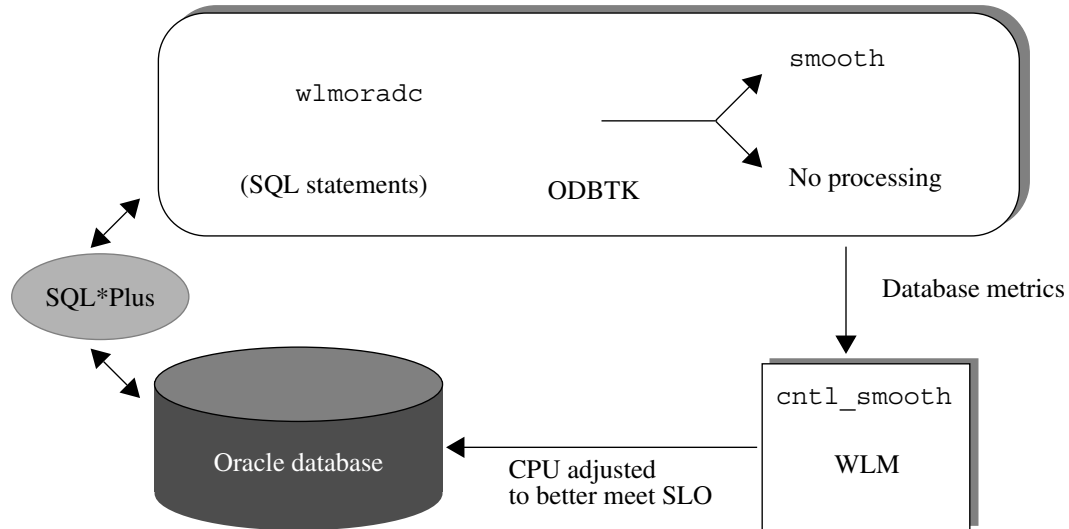 smooth
wlmoradc
(SQL statements)
ODBTK
No processing
SQL*Plus
Database metrics
cntl_smooth
WLM
Oracle database
CPU adjusted
to better meet SLO